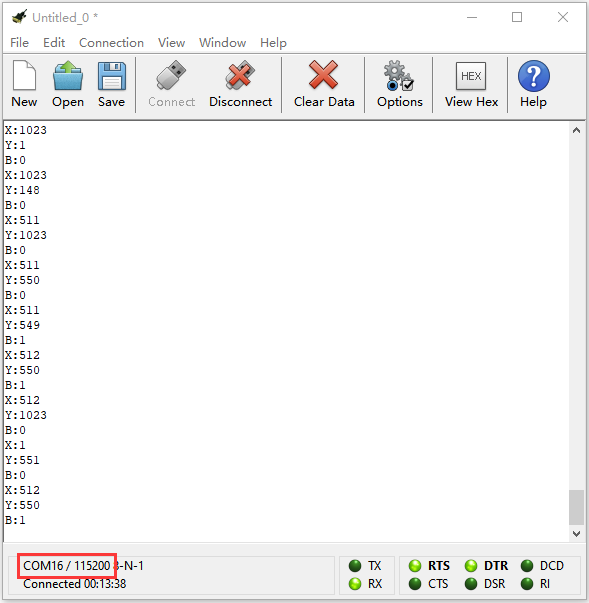 Untitled_0 *
File Edit Connection View Window Help
New Open Save Connect Disconnect Clear Data Options HEX View Hex ? Help
X:1023
Y:1
B:0
X:1023
Y:148
B:0
X:511
Y:1023
B:0
X:511
Y:550
B:0
X:511
Y:549
B:1
X:512
Y:550
B:1
X:512
Y:1023
B:0
X:1
Y:551
B:0
X:512
Y:550
B:1
COM16 / 115200 8-N-1
Connected 00:13:38
TX RTS DTR DCD
RX CTS DSR RI